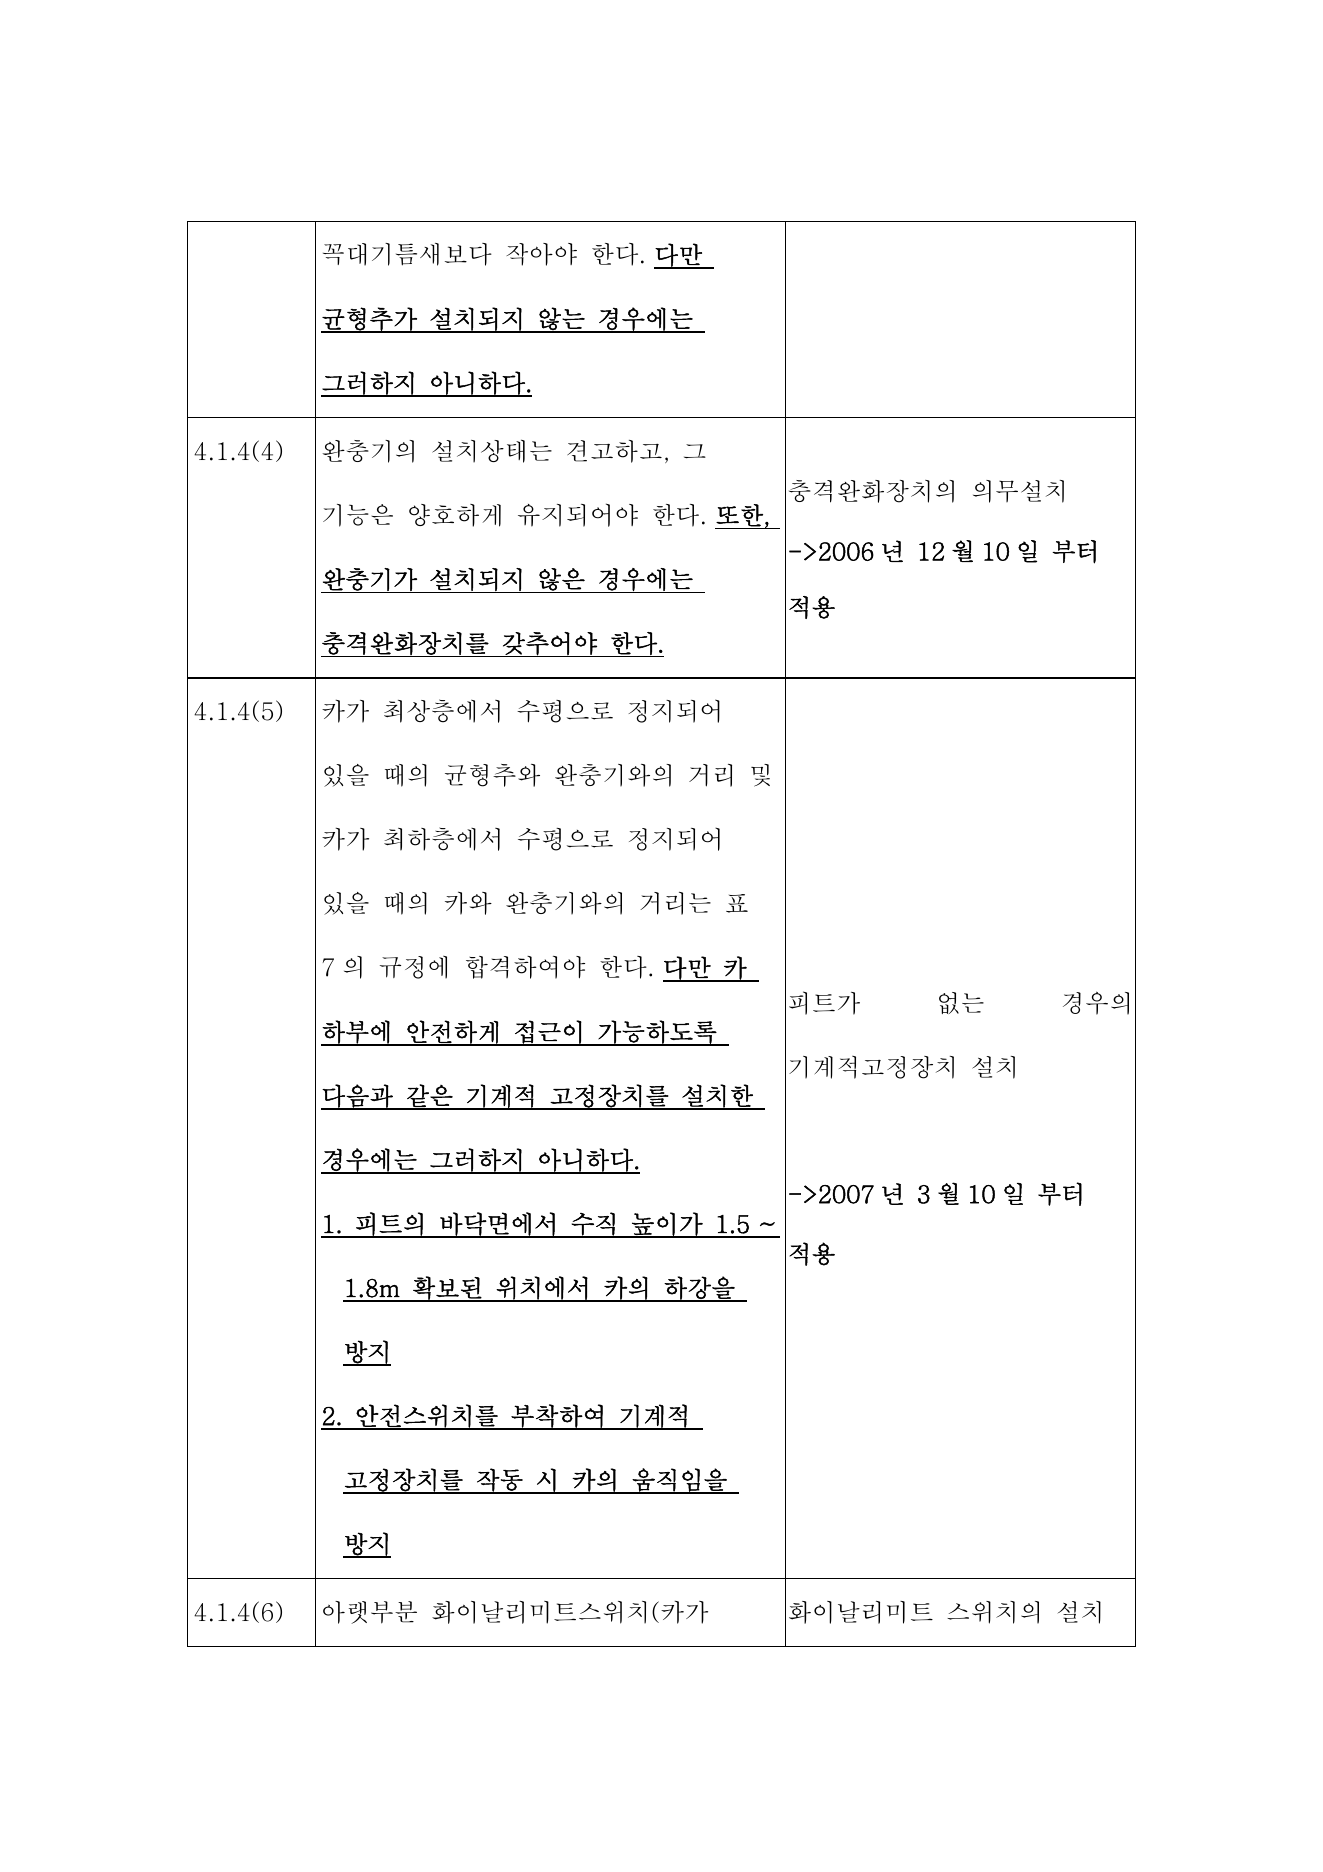 꼭대기틈새보다 작아야 한다. 다만
균형추가 설치되지 않는 경우에는
그러하지 아니하다.
4.1.4(4)
완충기의 설치상태는 견고하고, 그
기능은 양호하게 유지되어야 한다. 또한,
완충기가 설치되지 않은 경우에는
충격완화장치를 갖추어야 한다.
충격완화장치의 의무설치
->2006년 12월10일 부터
적용
4.1.4(5)
카가 최상층에서 수평으로 정지되어
있을 때의 균형추와 완충기와의 거리 및
카가 최하층에서 수평으로 정지되어
있을 때의 카와 완충기와의 거리는 표
7의 규정에 합격하여야 한다. 다만 카
하부에 안전하게 접근이 가능하도록
다음과 같은 기계적 고정장치를 설치한
경우에는 그러하지 아니하다.
1. 피트의 바닥면에서 수직 높이가 1.5 ~
1.8m 확보된 위치에서 카의 하강을
방지
2. 안전스위치를 부착하여 기계적
고정장치를 작동 시 카의 움직임을
방지
피트가 없는 경우의
기계적고정장치 설치
->2007년 3월10일 부터
적용
4.1.4(6)
아랫부분 화이날리미트스위치(카가
화이날리미트 스위치의 설치